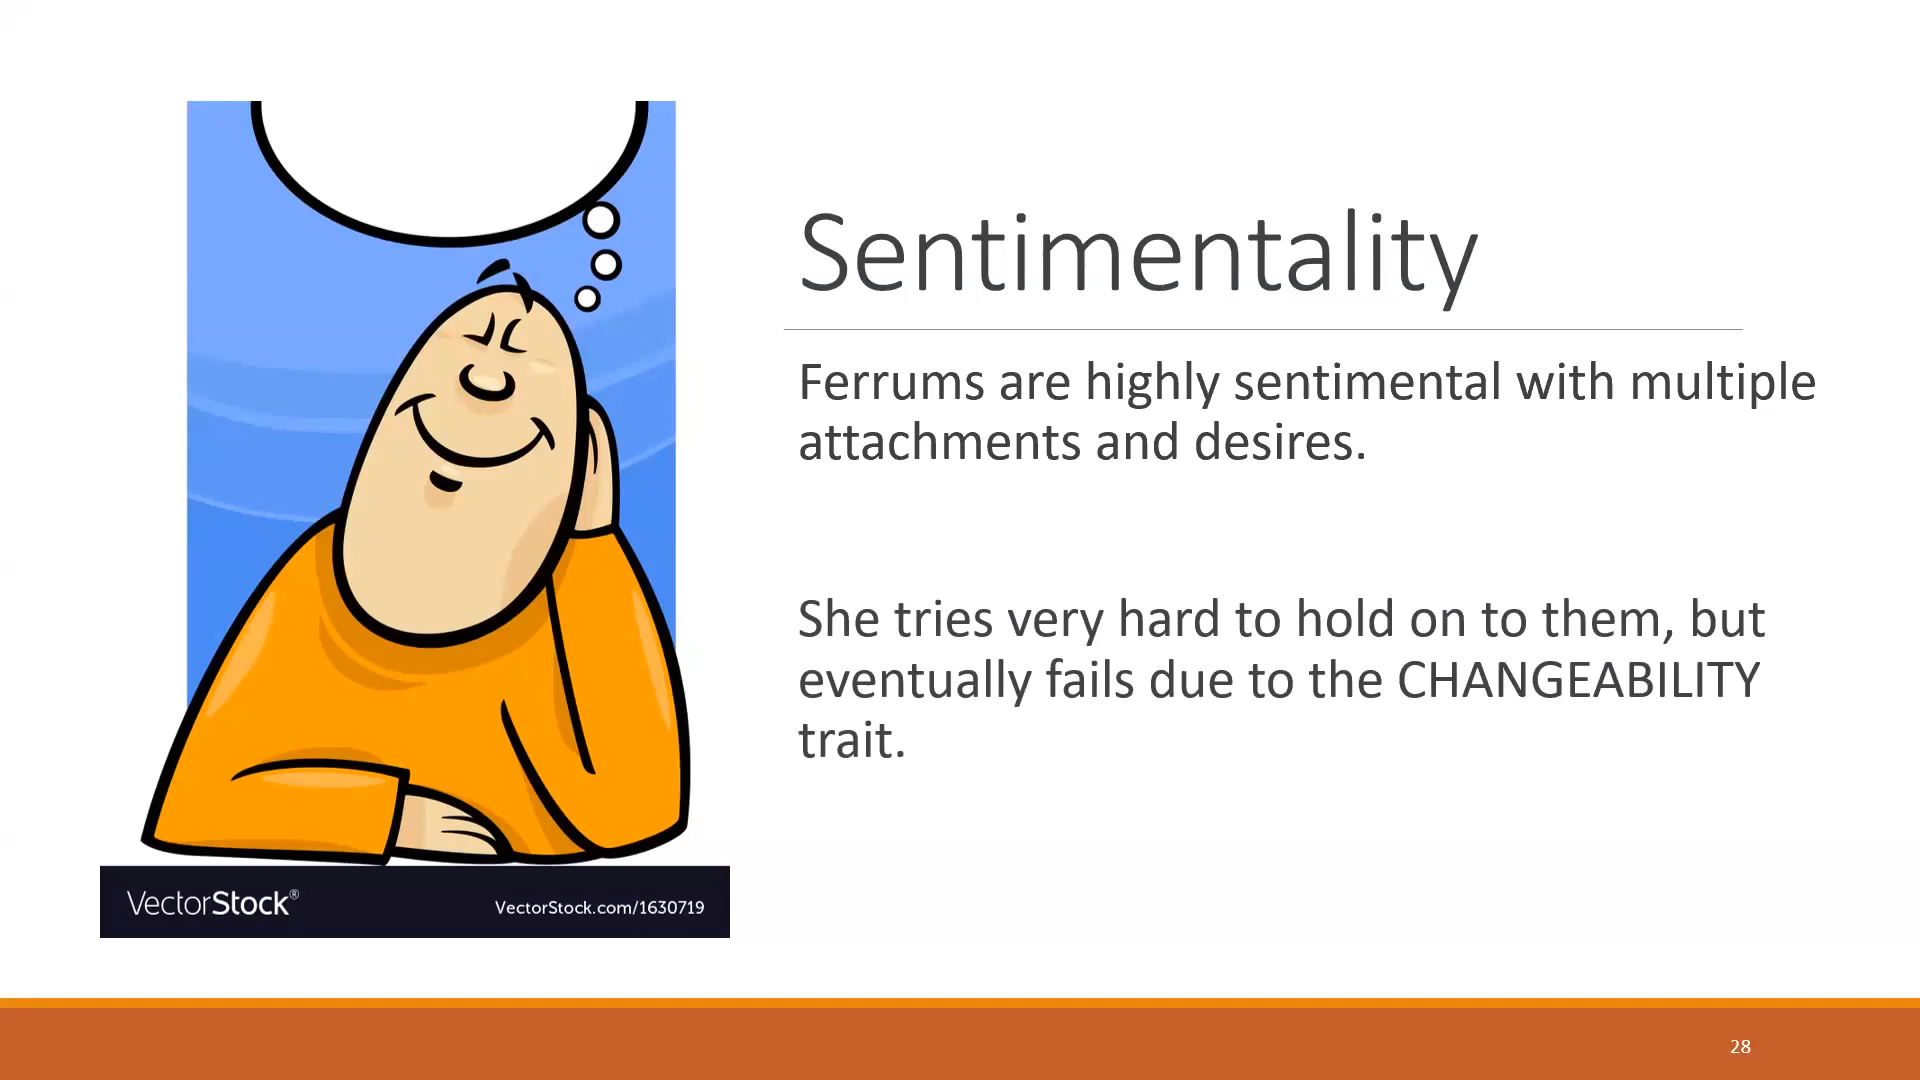 Sentimentality
Ferrums are highly sentimental with multiple
attachments and desires.
She tries very hard to hold on to them, but
eventually fails due to the CHANGEABILITY
trait.
VectorStock®
VectorStock.com/1630719
28